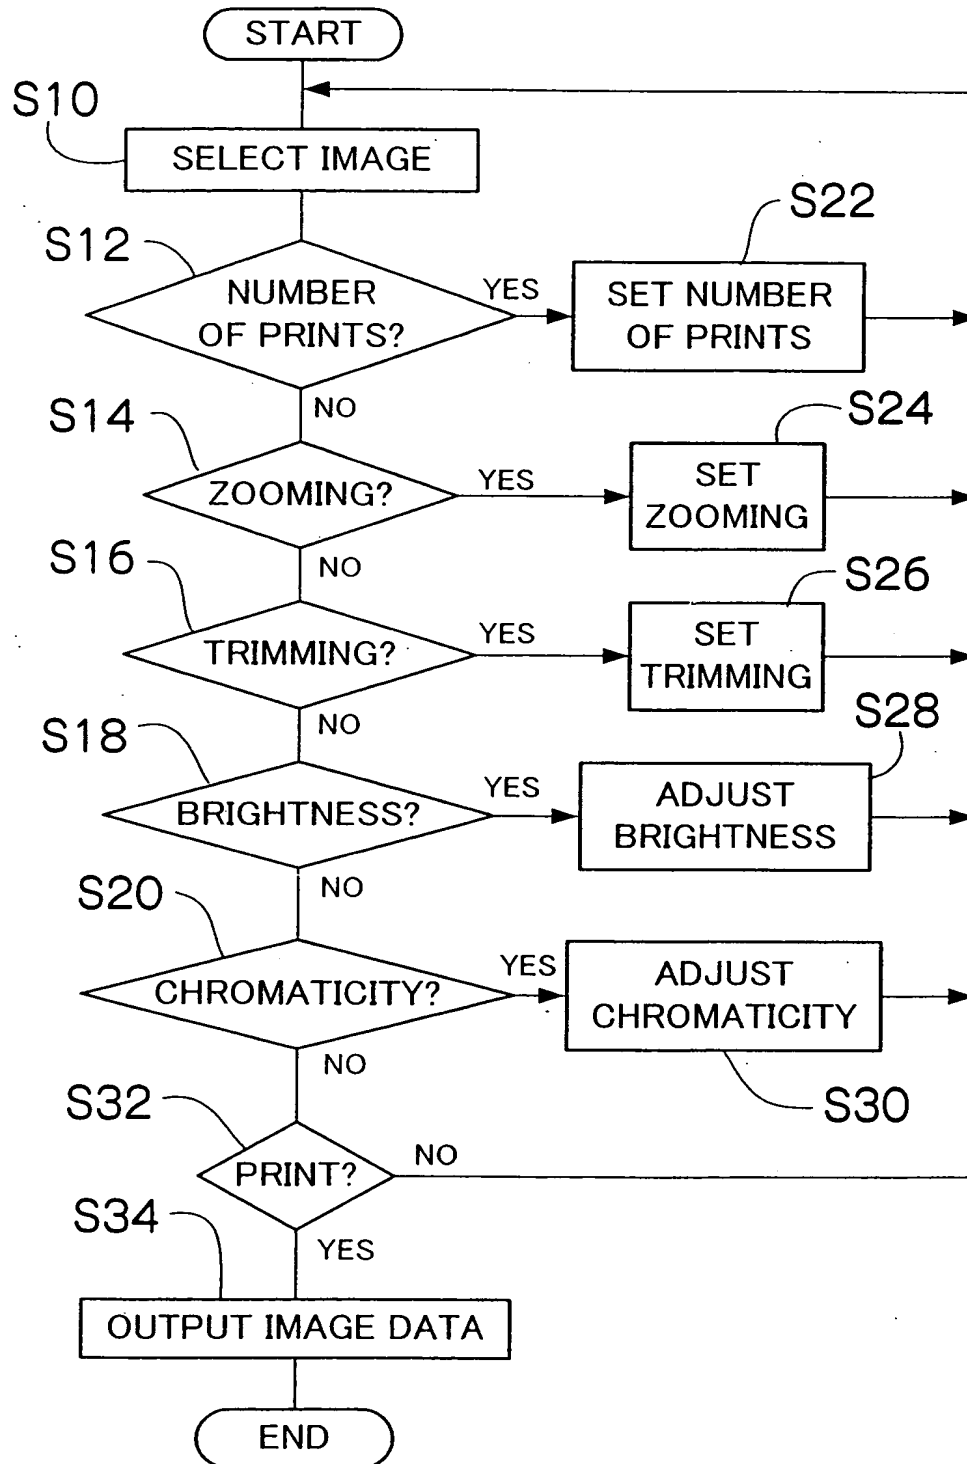 START
S10
SELECT IMAGE
S12
NUMBER
OF PRINTS?
YES
S22
SET NUMBER
OF PRINTS
NO
S14
ZOOMING?
YES
S24
SET
ZOOMING
NO
S16
TRIMMING?
YES
S26
SET
TRIMMING
NO
S18
BRIGHTNESS?
YES
S28
ADJUST
BRIGHTNESS
NO
S20
CHROMATICITY?
YES
ADJUST
CHROMATICITY
S30
NO
S32
PRINT?
NO
YES
S34
OUTPUT IMAGE DATA
END